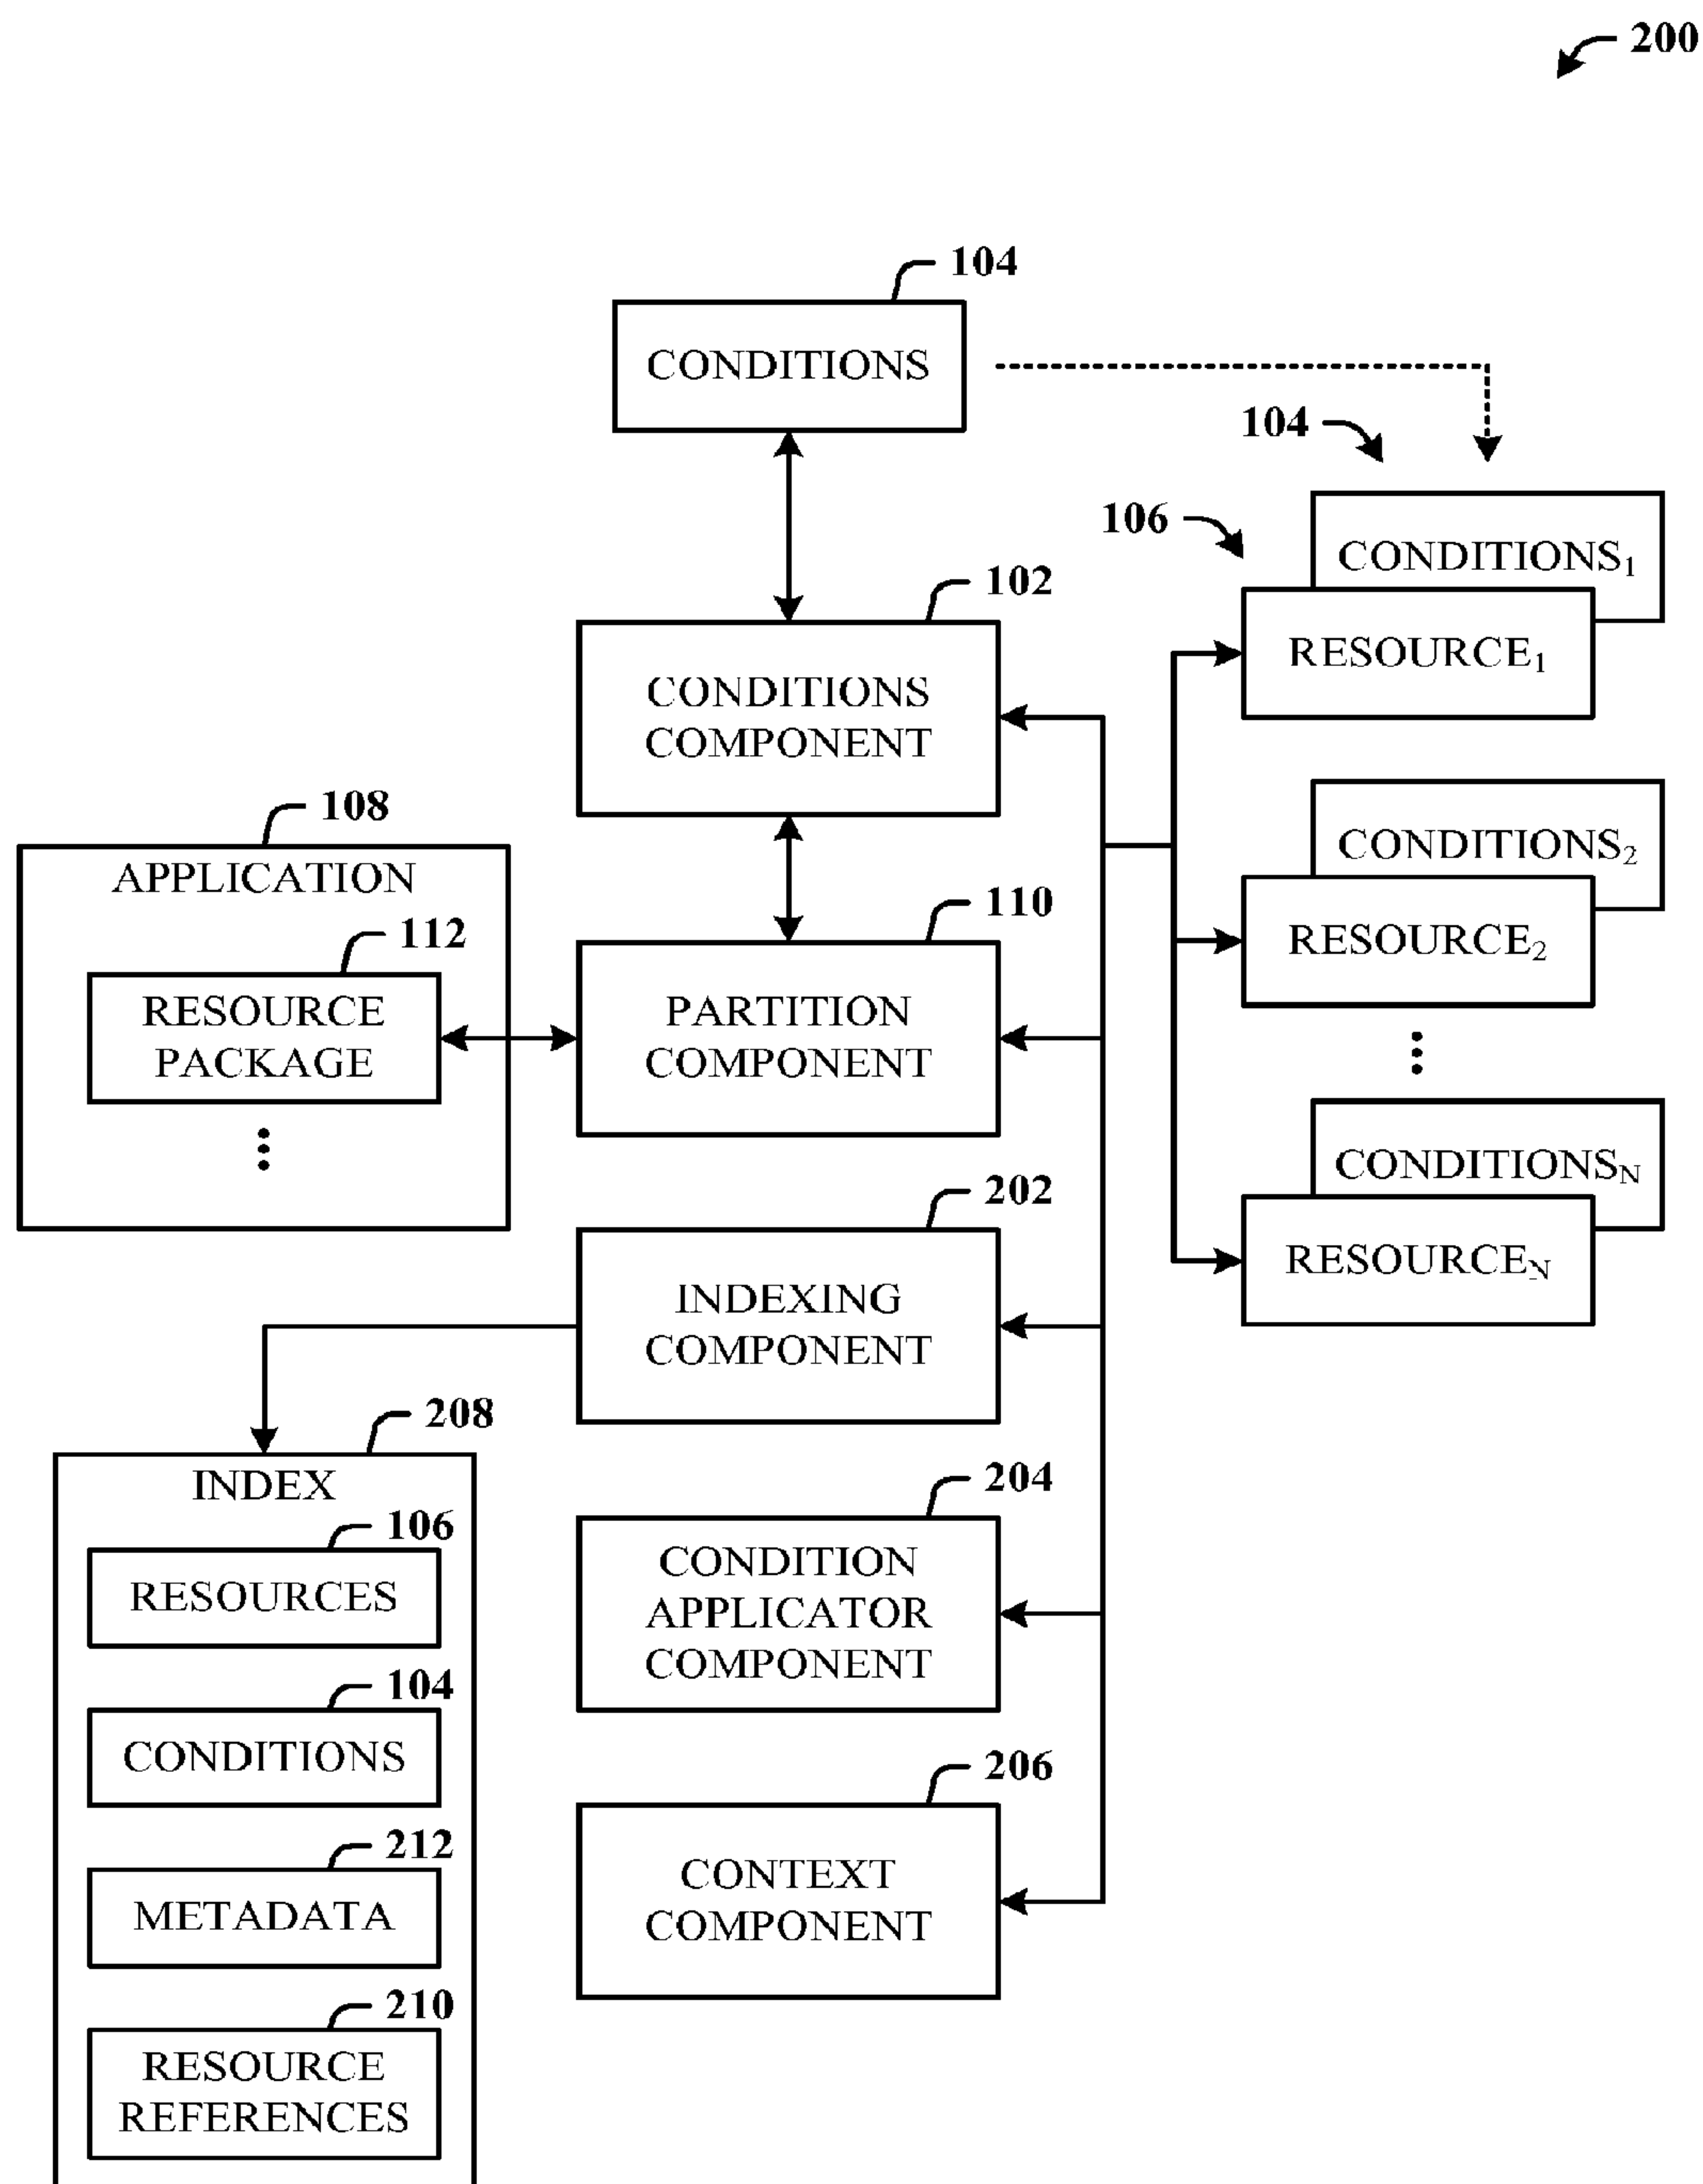 200
104
CONDITIONS
104
106
CONDITIONS₁
RESOURCE₁
102
CONDITIONS
COMPONENT
CONDITIONS₂
RESOURCE₂
108
APPLICATION
112
RESOURCE
PACKAGE
110
PARTITION
COMPONENT
CONDITIONSN
RESOURCEN
202
INDEXING
COMPONENT
208
INDEX
106
RESOURCES
104
CONDITIONS
212
METADATA
210
RESOURCE
REFERENCES
204
CONDITION
APPLICATOR
COMPONENT
206
CONTEXT
COMPONENT